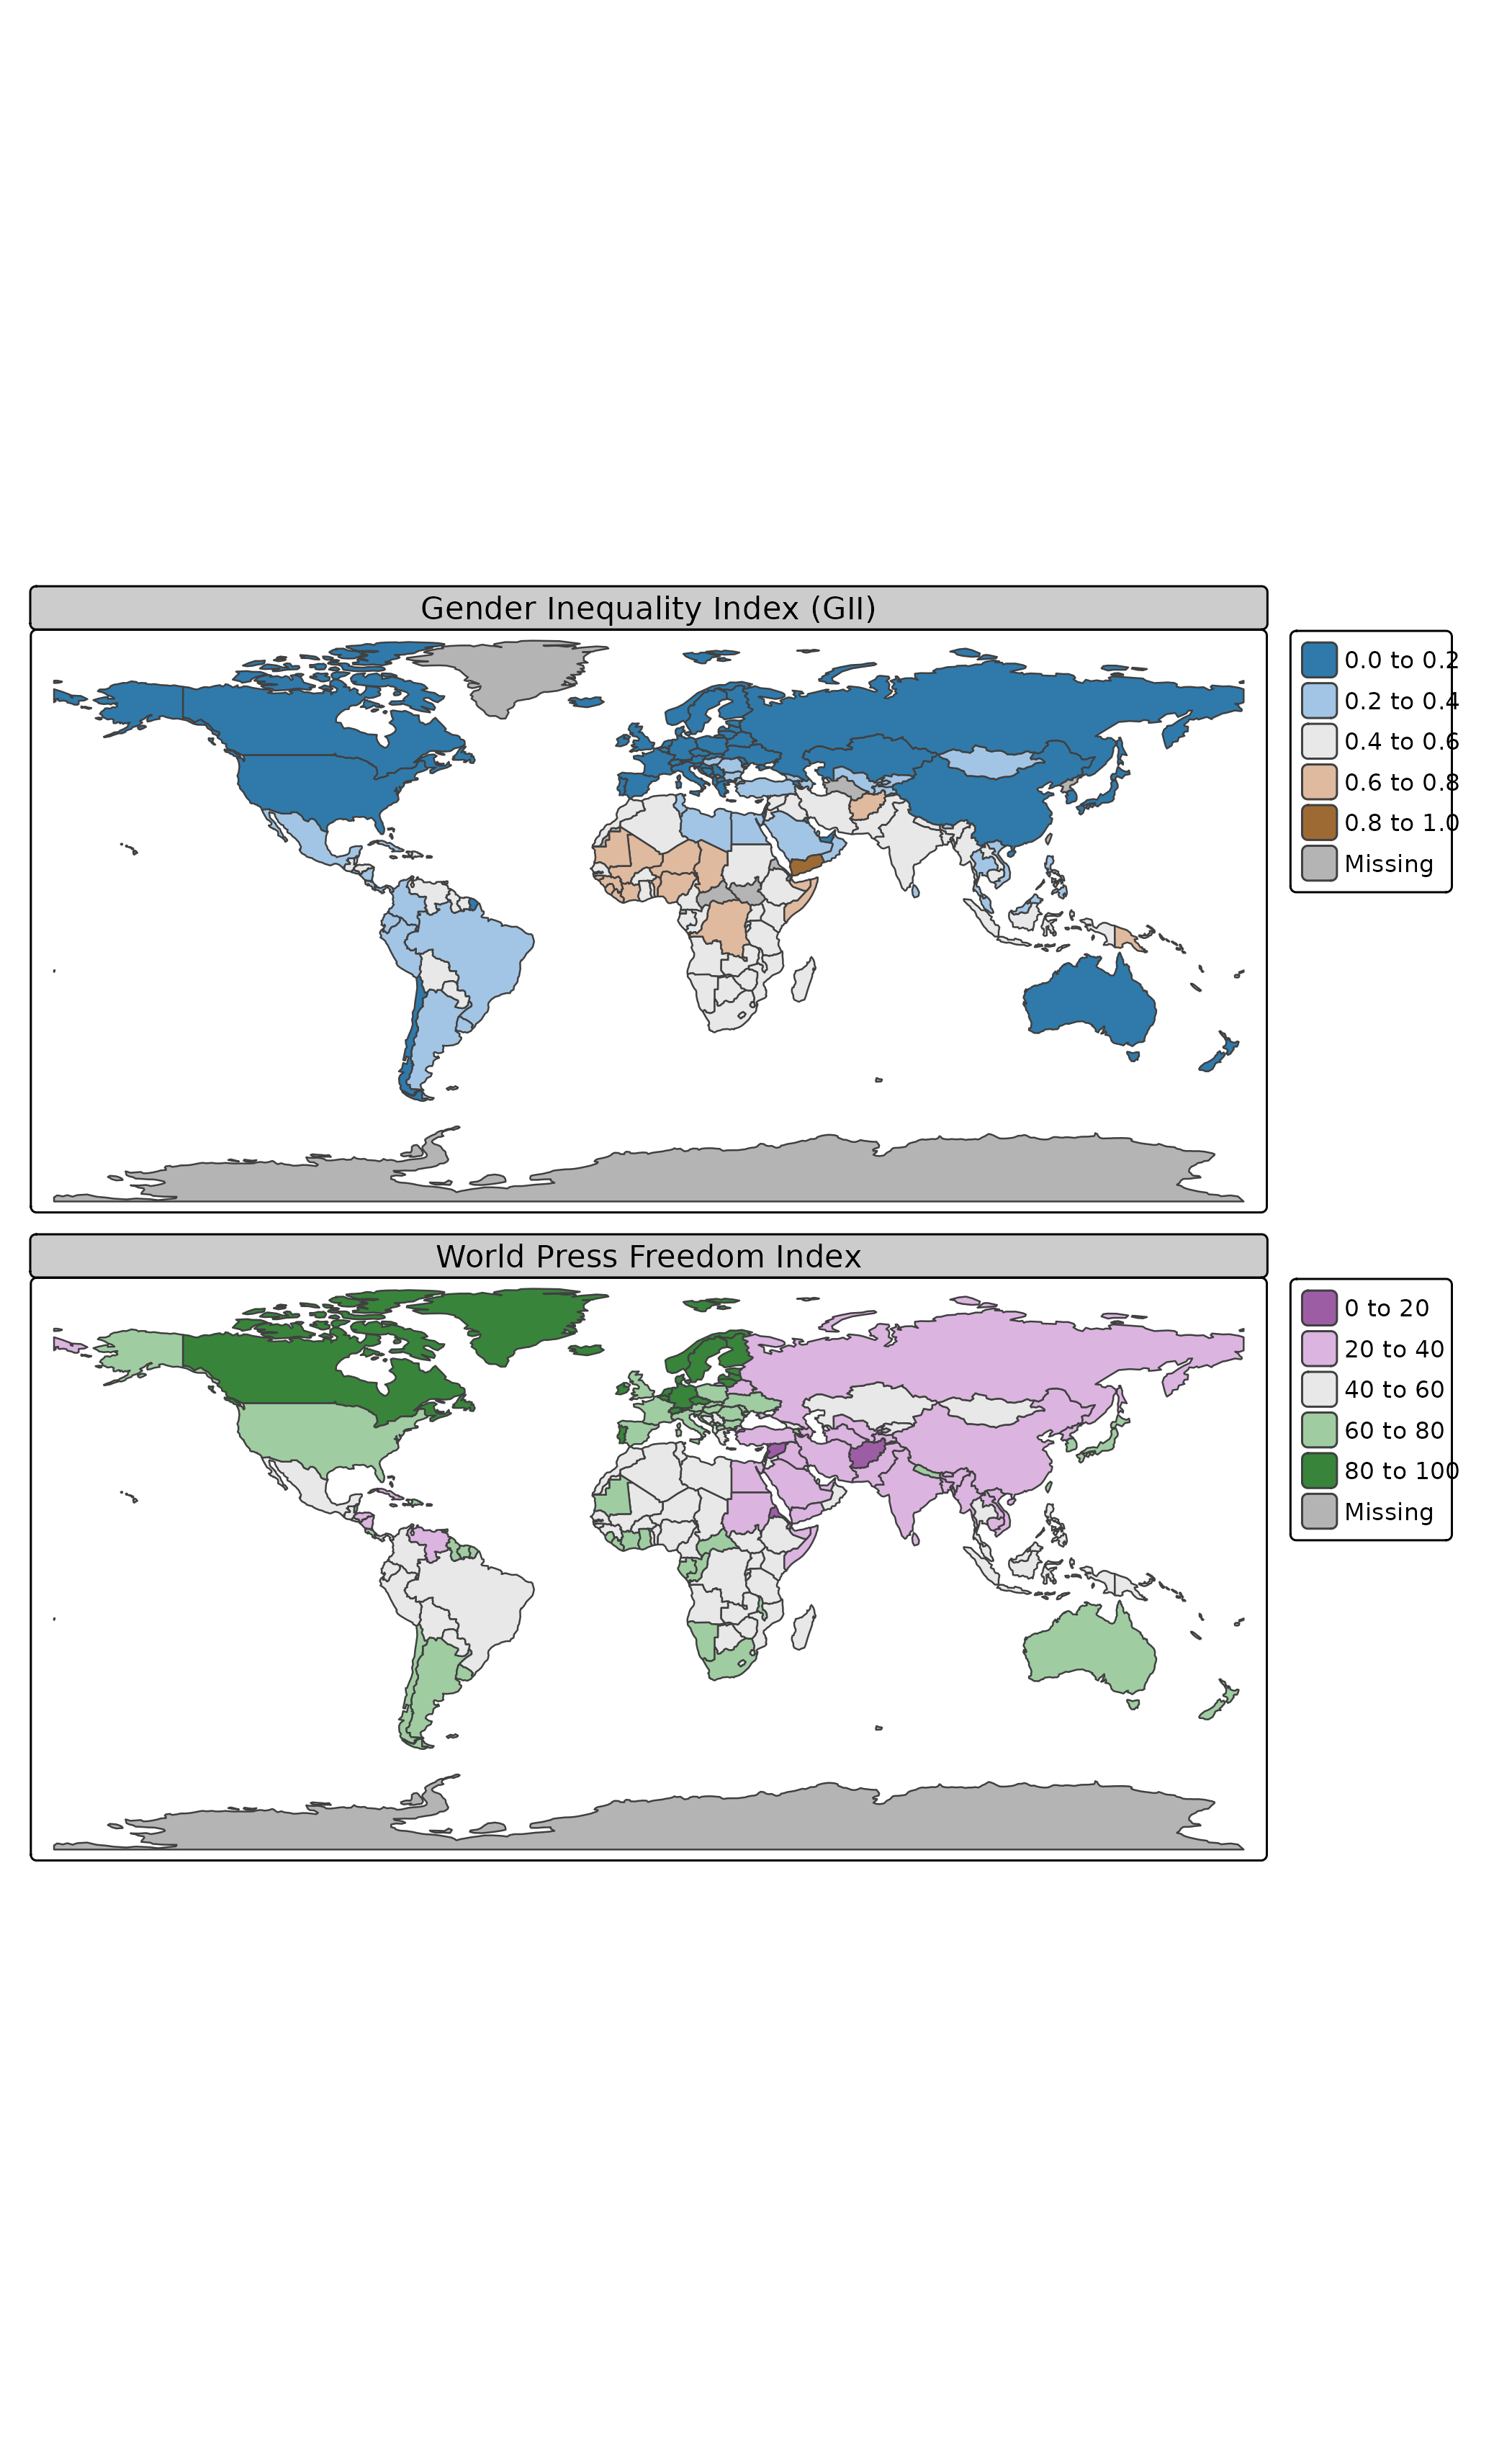 Gender Inequality Index (GII)
0.0 to 0.2
0.2 to 0.4
0.4 to 0.6
0.6 to 0.8
0.8 to 1.0
Missing
World Press Freedom Index
0 to 20
20 to 40
40 to 60
60 to 80
80 to 100
Missing